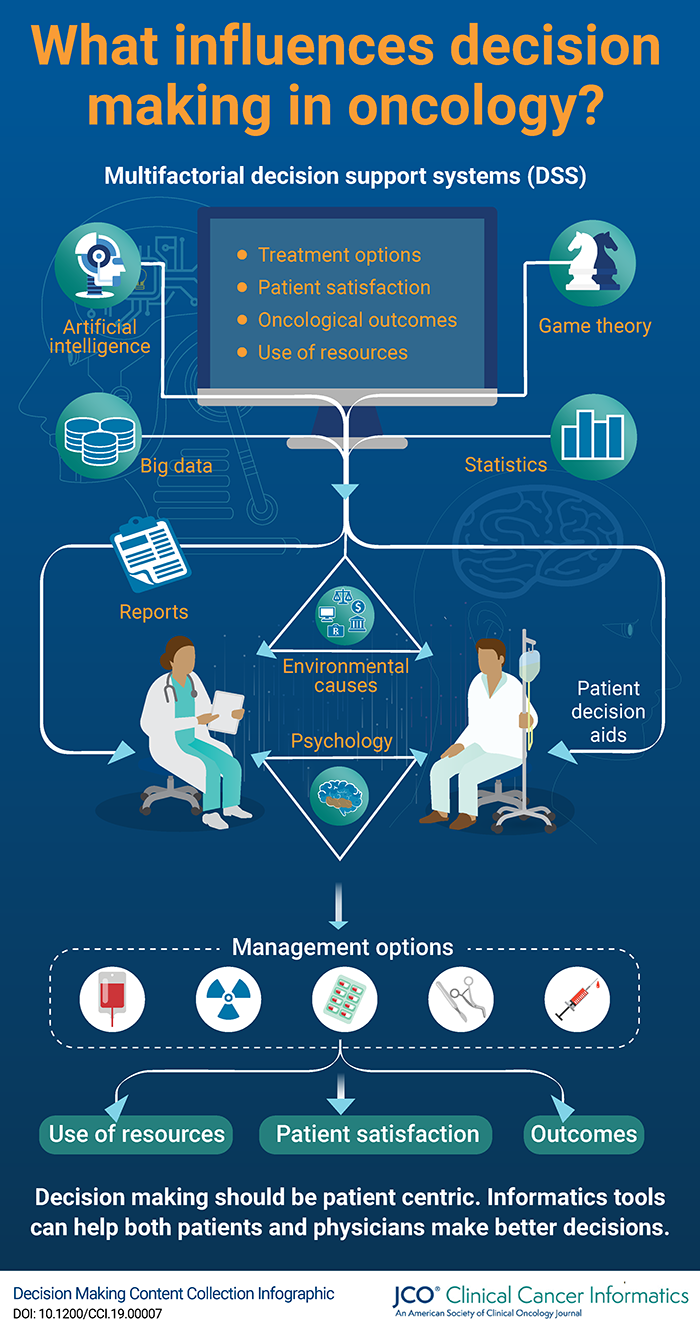 What influences decision
making in oncology?
Multifactorial decision support systems (DSS)
• Treatment options
• Patient satisfaction
• Oncological outcomes
• Use of resources
Artificial
intelligence
Game theory
Big data
Statistics
Reports
Environmental
causes
Patient
decision
aids
Psychology
Management options
Use of resources
Patient satisfaction
Outcomes
Decision making should be patient centric. Informatics tools
can help both patients and physicians make better decisions.
Decision Making Content Collection Infographic
DOI: 10.1200/CCI.19.00007
JCO® Clinical Cancer Informatics
An American Society of Clinical Oncology Journal